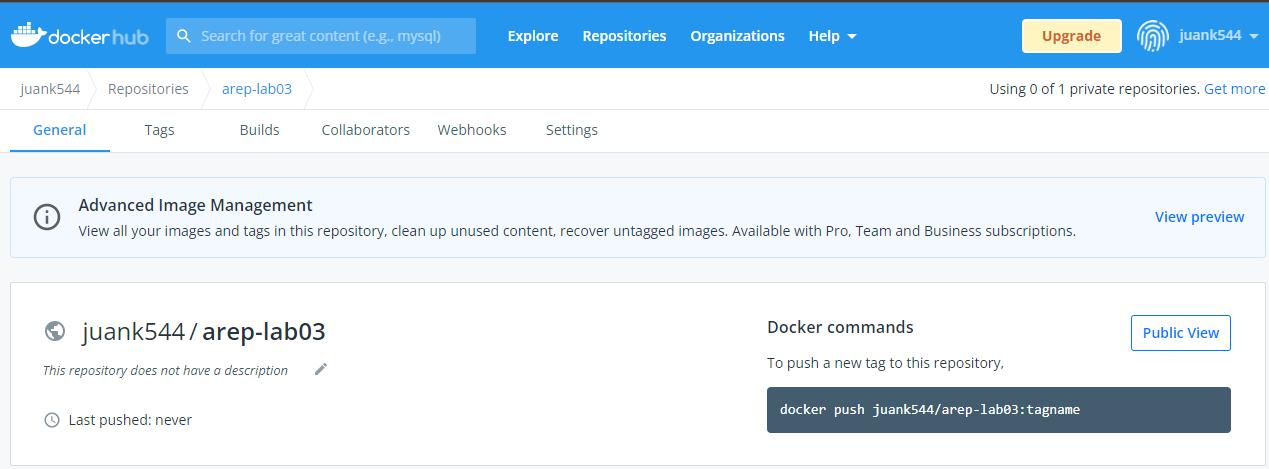 dockerhub Search for great content (e.g., mysql) Explore Repositories Organizations Help Upgrade juank544
juank544 Repositories arep-lab03 Using 0 of 1 private repositories. Get more
General Tags Builds Collaborators Webhooks Settings
Advanced Image Management
View all your images and tags in this repository, clean up unused content, recover untagged images. Available with Pro, Team and Business subscriptions.
View preview
juank544 / arep-lab03
This repository does not have a description
Last pushed: never
Docker commands
Public View
To push a new tag to this repository,
docker push juank544/arep-lab03:tagname